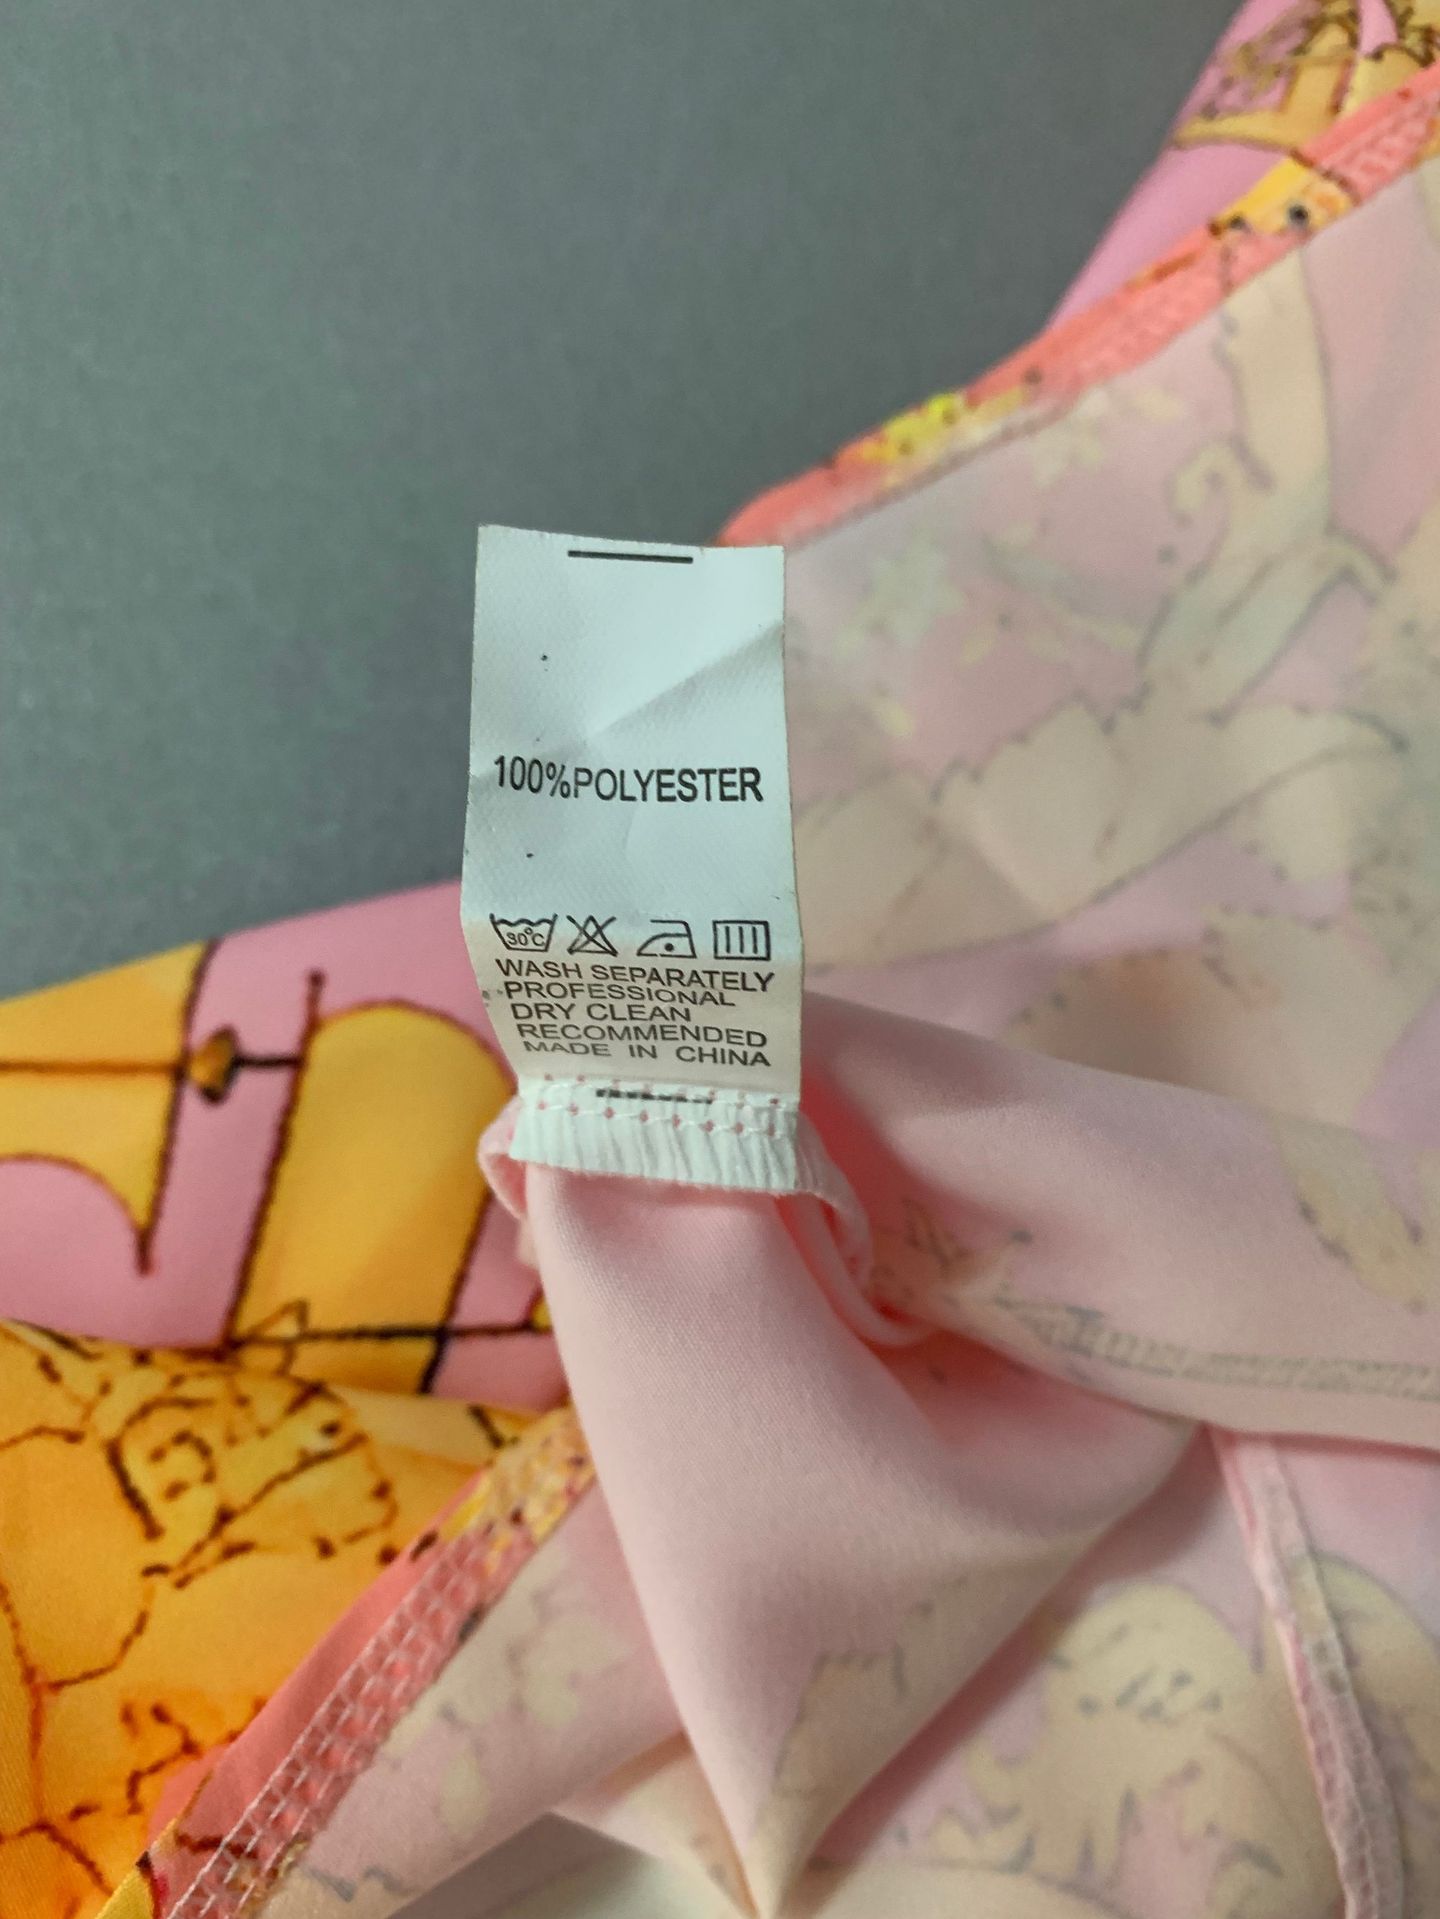 100%POLYESTER
30°C
WASH SEPARATELY
PROFESSIONAL
DRY CLEAN
RECOMMENDED
MADE IN CHINA